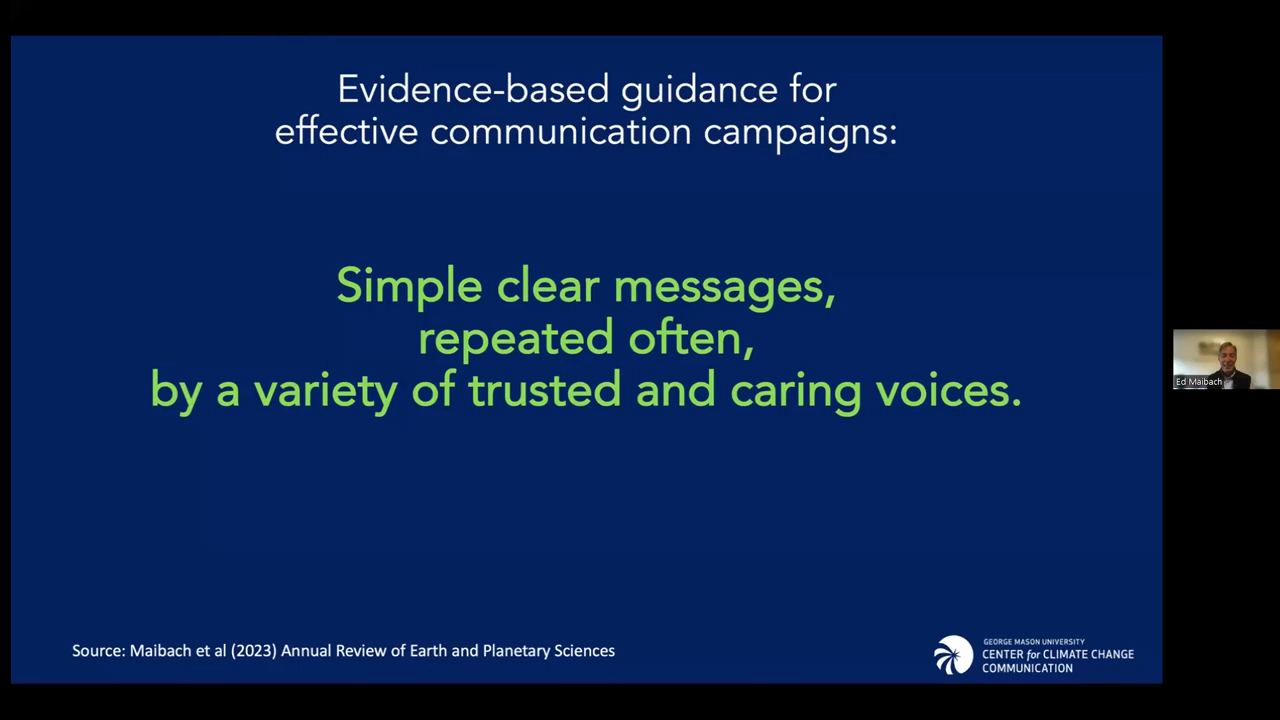 Evidence-based guidance for
effective communication campaigns:
Simple clear messages,
repeated often,
by a variety of trusted and caring voices.
Ed Maibach
Source: Maibach et al (2023) Annual Review of Earth and Planetary Sciences
GEORGE MASON UNIVERSITY
CENTER for CLIMATE CHANGE
COMMUNICATION